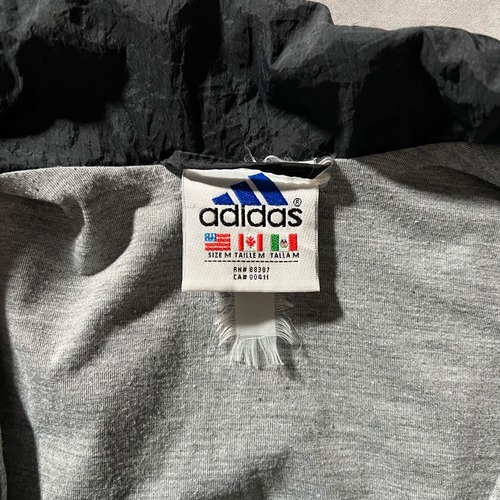 adidas®
SIZE M TAILLE M TALLA M
RN# 88387
CA# 00411